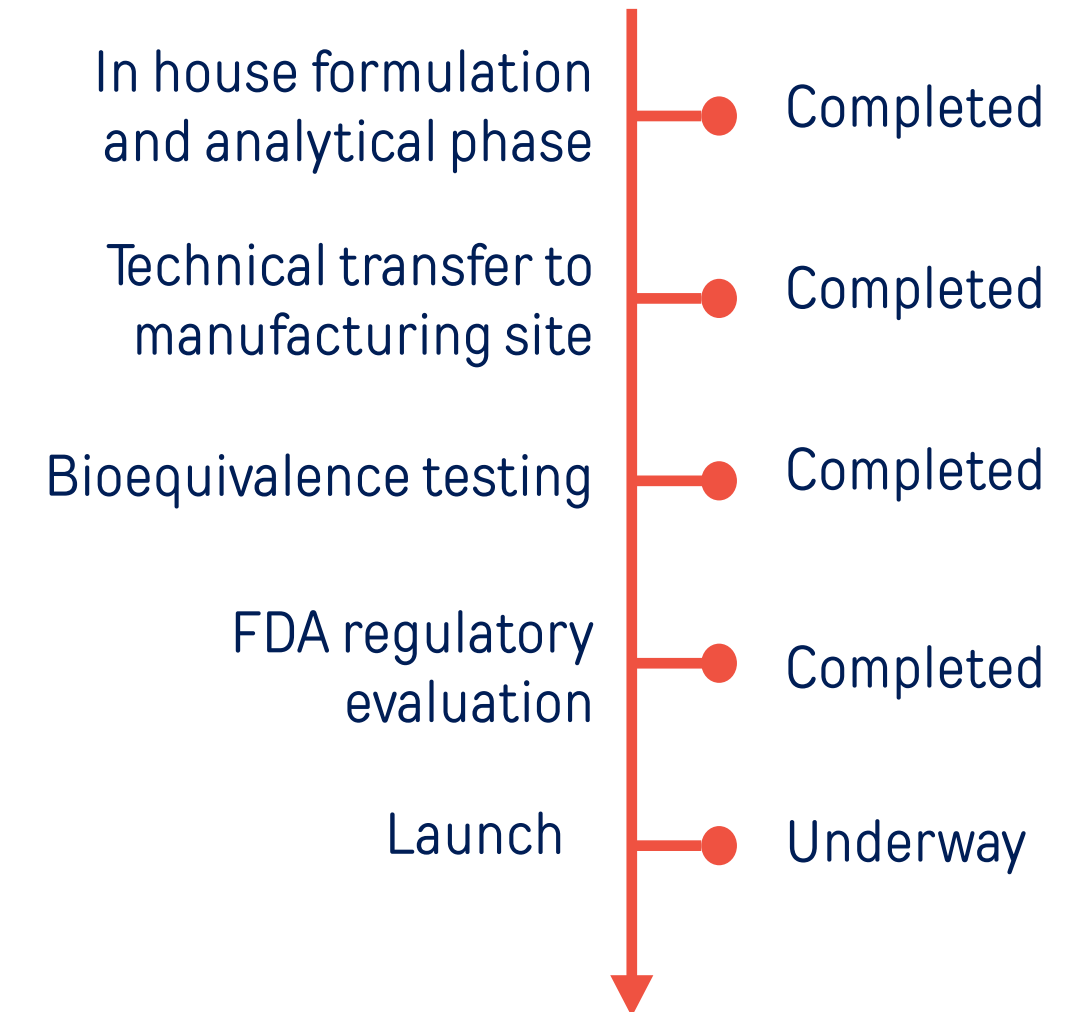 In house formulation
and analytical phase
Completed
Technical transfer to
manufacturing site
Completed
Bioequivalence testing
Completed
FDA regulatory
evaluation
Completed
Launch
Underway